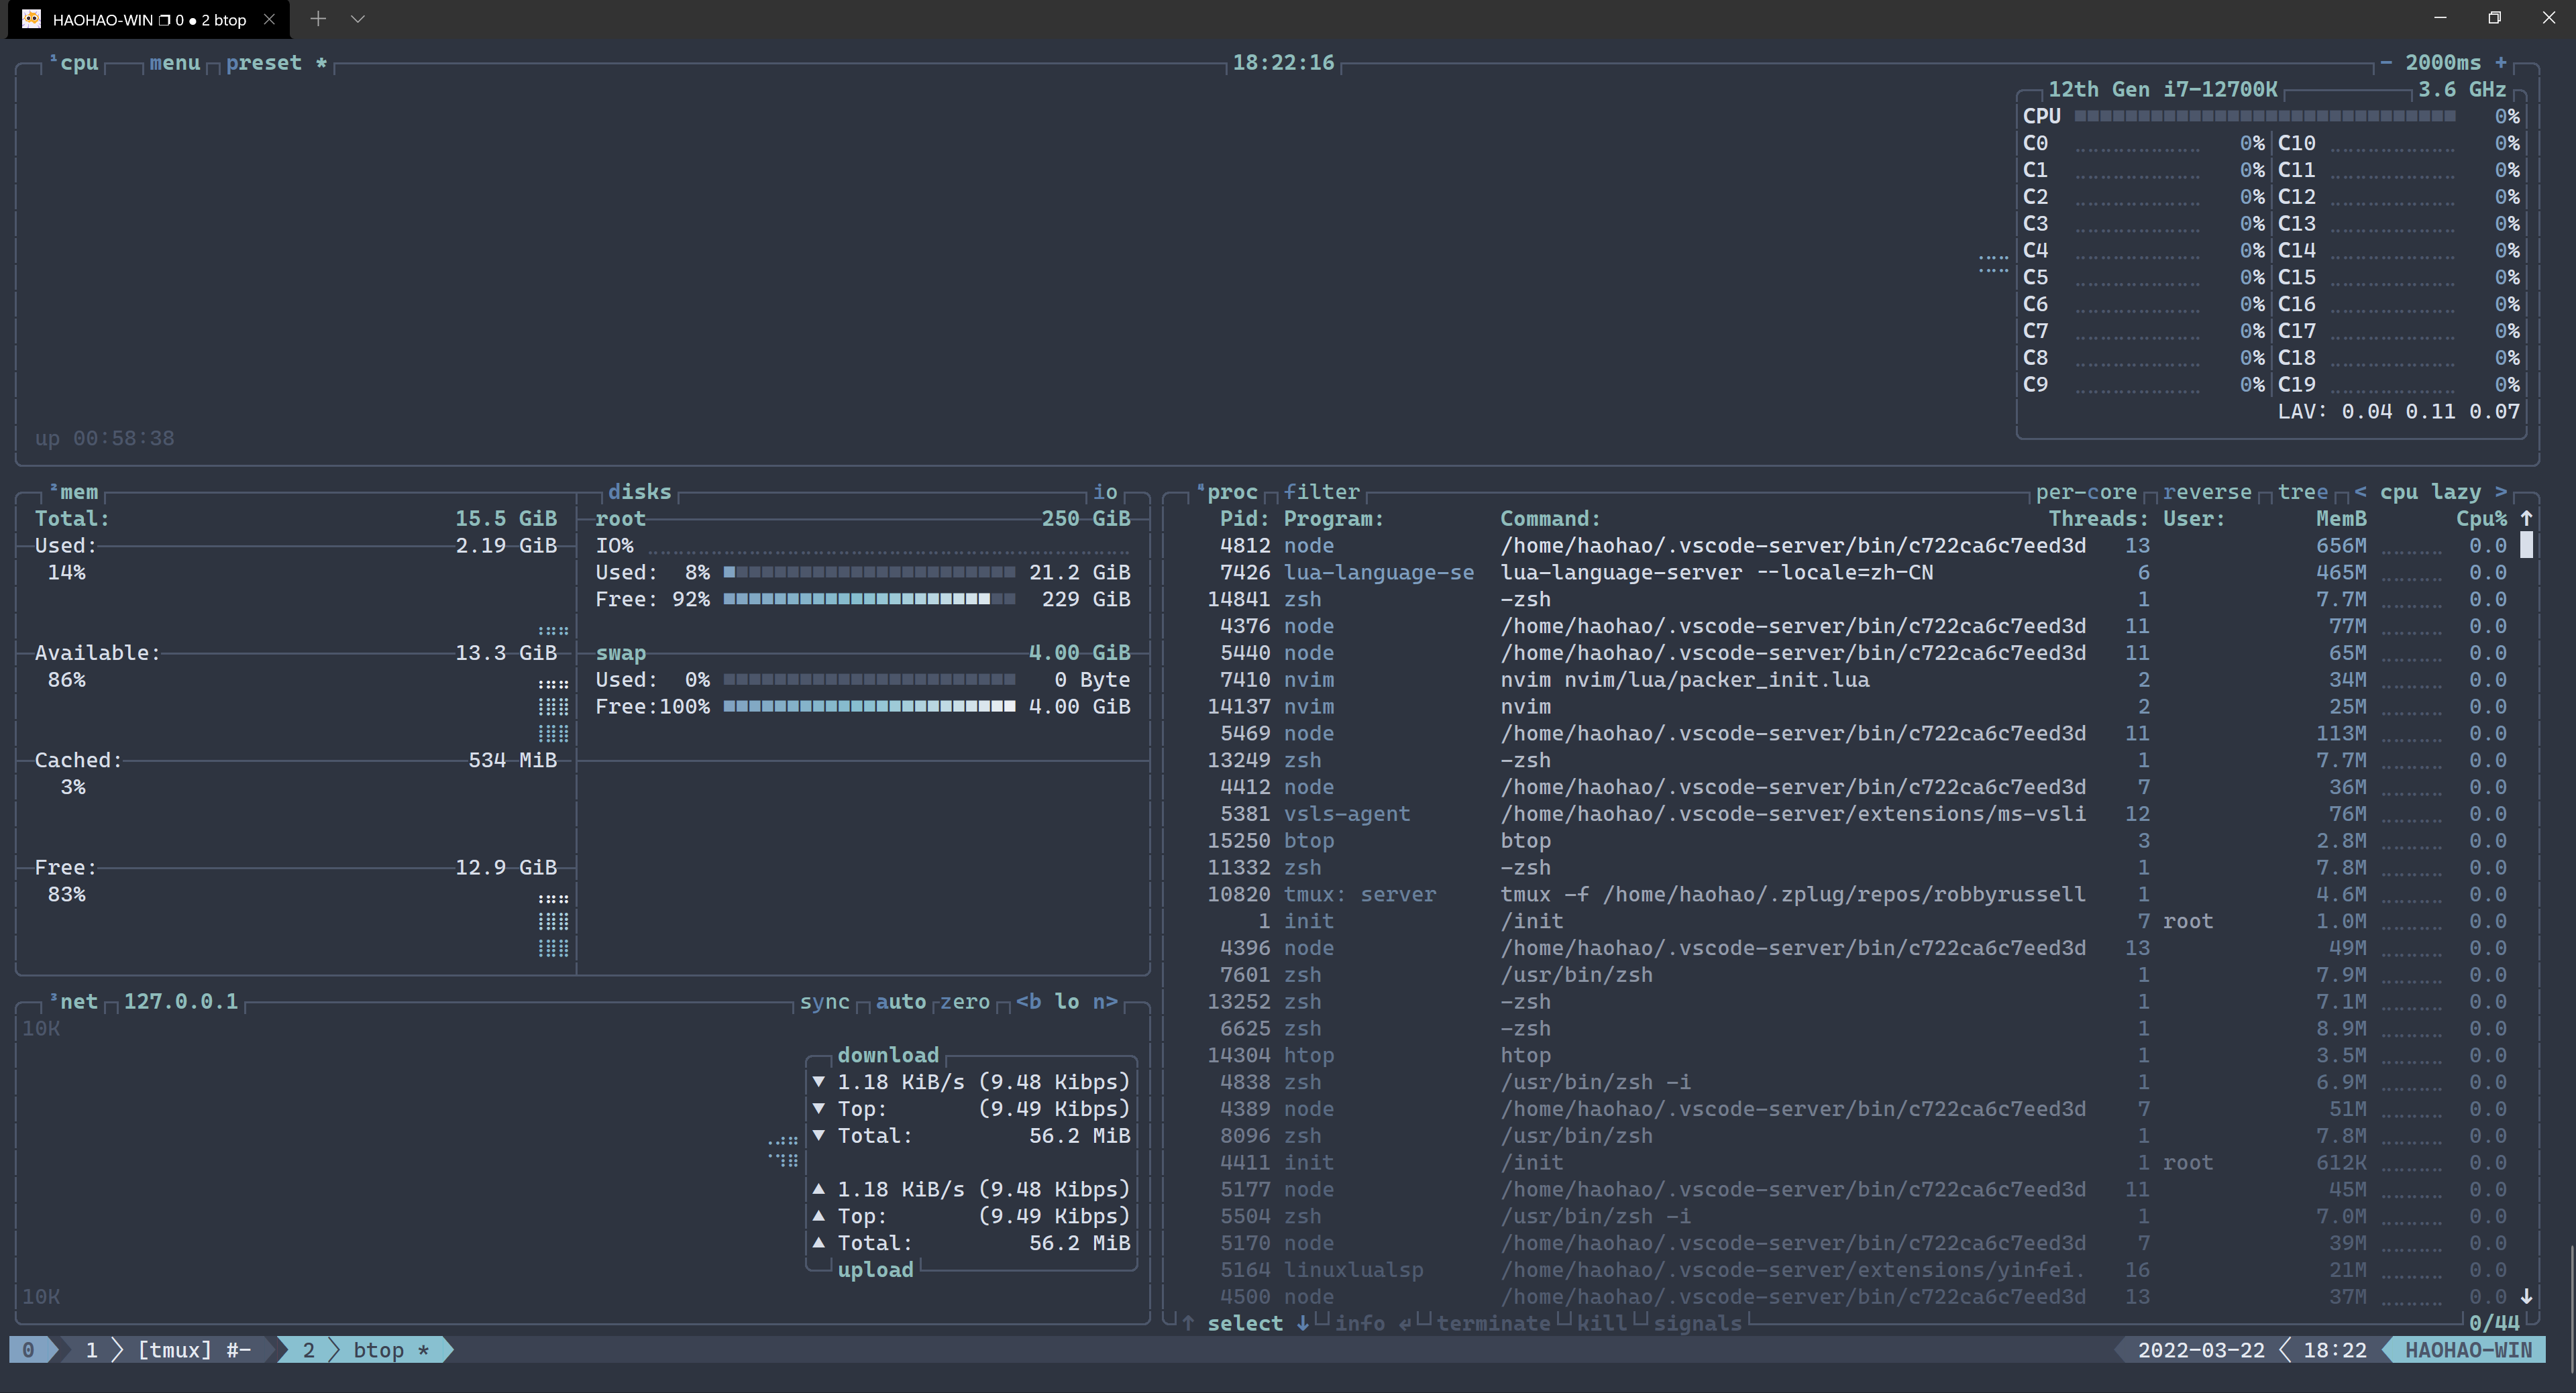 HAOHAO-WIN ❐ 0 ● 2 btop
¹cpu menu preset * 18:22:16 - 2000ms +
12th Gen i7-12700K 3.6 GHz
CPU 0%
C0 0% C10 0%
C1 0% C11 0%
C2 0% C12 0%
C3 0% C13 0%
C4 0% C14 0%
C5 0% C15 0%
C6 0% C16 0%
C7 0% C17 0%
C8 0% C18 0%
C9 0% C19 0%
LAV: 0.04 0.11 0.07
up 00:58:38
²mem
Total: 15.5 GiB
Used: 2.19 GiB
14%
Available: 13.3 GiB
86%
Cached: 534 MiB
3%
Free: 12.9 GiB
83%
disks io
root 250 GiB
IO%
Used: 8% 21.2 GiB
Free: 92% 229 GiB
swap 4.00 GiB
Used: 0% 0 Byte
Free:100% 4.00 GiB
³net 127.0.0.1 sync auto zero <b lo n>
10K
download
▼ 1.18 KiB/s (9.48 Kibps)
▼ Top: (9.49 Kibps)
▼ Total: 56.2 MiB
▲ 1.18 KiB/s (9.48 Kibps)
▲ Top: (9.49 Kibps)
▲ Total: 56.2 MiB
upload
10K
⁴proc filter per-core reverse tree < cpu lazy >
Pid: Program: Command: Threads: User: MemB Cpu% ↑
4812 node /home/haohao/.vscode-server/bin/c722ca6c7eed3d 13 656M 0.0
7426 lua-language-se lua-language-server --locale=zh-CN 6 465M 0.0
14841 zsh -zsh 1 7.7M 0.0
4376 node /home/haohao/.vscode-server/bin/c722ca6c7eed3d 11 77M 0.0
5440 node /home/haohao/.vscode-server/bin/c722ca6c7eed3d 11 65M 0.0
7410 nvim nvim nvim/lua/packer_init.lua 2 34M 0.0
14137 nvim nvim 2 25M 0.0
5469 node /home/haohao/.vscode-server/bin/c722ca6c7eed3d 11 113M 0.0
13249 zsh -zsh 1 7.7M 0.0
4412 node /home/haohao/.vscode-server/bin/c722ca6c7eed3d 7 36M 0.0
5381 vsls-agent /home/haohao/.vscode-server/extensions/ms-vsli 12 76M 0.0
15250 btop btop 3 2.8M 0.0
11332 zsh -zsh 1 7.8M 0.0
10820 tmux: server tmux -f /home/haohao/.zplug/repos/robbyrussell 1 4.6M 0.0
1 init /init 7 root 1.0M 0.0
4396 node /home/haohao/.vscode-server/bin/c722ca6c7eed3d 13 49M 0.0
7601 zsh /usr/bin/zsh 1 7.9M 0.0
13252 zsh -zsh 1 7.1M 0.0
6625 zsh -zsh 1 8.9M 0.0
14304 htop htop 1 3.5M 0.0
4838 zsh /usr/bin/zsh -i 1 6.9M 0.0
4389 node /home/haohao/.vscode-server/bin/c722ca6c7eed3d 7 51M 0.0
8096 zsh /usr/bin/zsh 1 7.8M 0.0
4411 init /init 1 root 612K 0.0
5177 node /home/haohao/.vscode-server/bin/c722ca6c7eed3d 11 45M 0.0
5504 zsh /usr/bin/zsh -i 1 7.0M 0.0
5170 node /home/haohao/.vscode-server/bin/c722ca6c7eed3d 7 39M 0.0
5164 linuxlualsp /home/haohao/.vscode-server/extensions/yinfei. 16 21M 0.0
4500 node /home/haohao/.vscode-server/bin/c722ca6c7eed3d 13 37M 0.0 ↓
↑ select ↓ info ↲ terminate kill signals 0/44
0 1 [tmux] #- 2 btop * 2022-03-22 18:22 HAOHAO-WIN